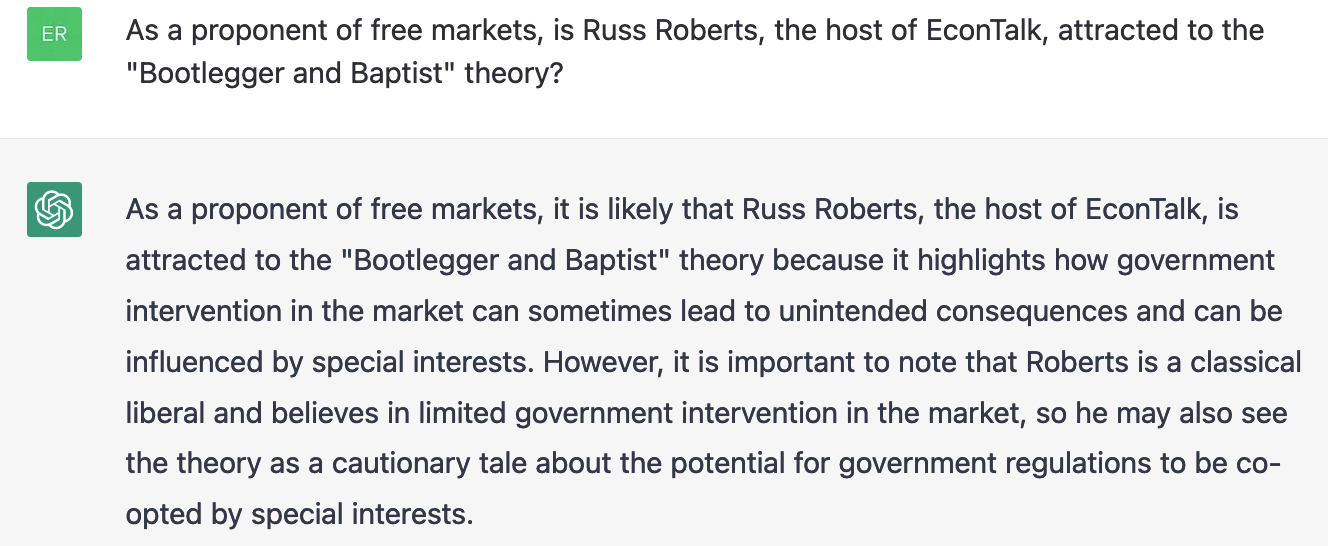 ER
As a proponent of free markets, is Russ Roberts, the host of EconTalk, attracted to the
"Bootlegger and Baptist" theory?
As a proponent of free markets, it is likely that Russ Roberts, the host of EconTalk, is
attracted to the "Bootlegger and Baptist" theory because it highlights how government
intervention in the market can sometimes lead to unintended consequences and can be
influenced by special interests. However, it is important to note that Roberts is a classical
liberal and believes in limited government intervention in the market, so he may also see
the theory as a cautionary tale about the potential for government regulations to be co-
opted by special interests.